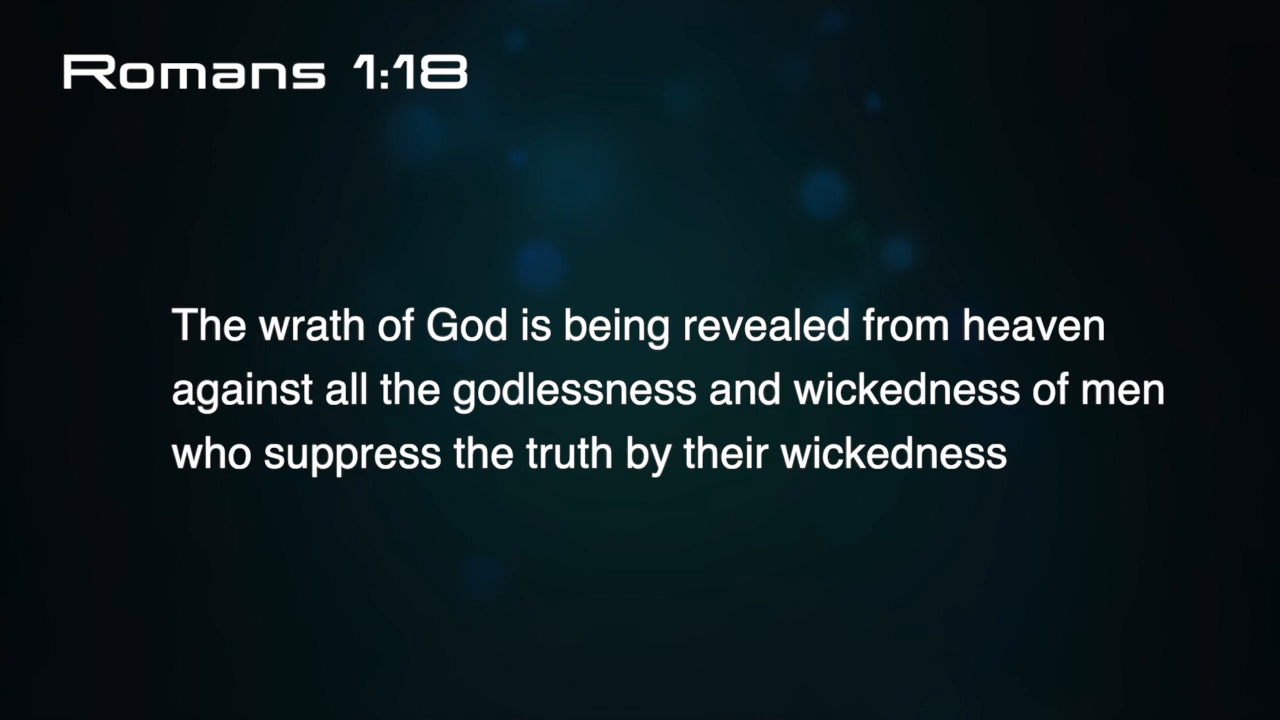 Romans 1:18
The wrath of God is being revealed from heaven
against all the godlessness and wickedness of men
who suppress the truth by their wickedness